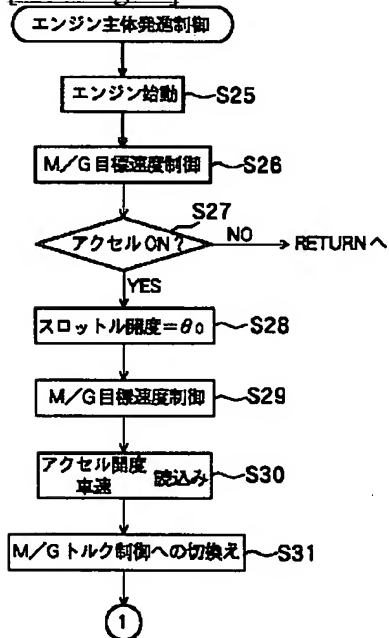 エンジン主体発進制御
エンジン始動 S25
M/G目標速度制御 S26
S27
アクセルON? NO RETURNへ
YES
スロットル開度=θ0 S28
M/G目標速度制御 S29
アクセル開度
車速 読込み S30
M/Gトルク制御への切換え S31
1